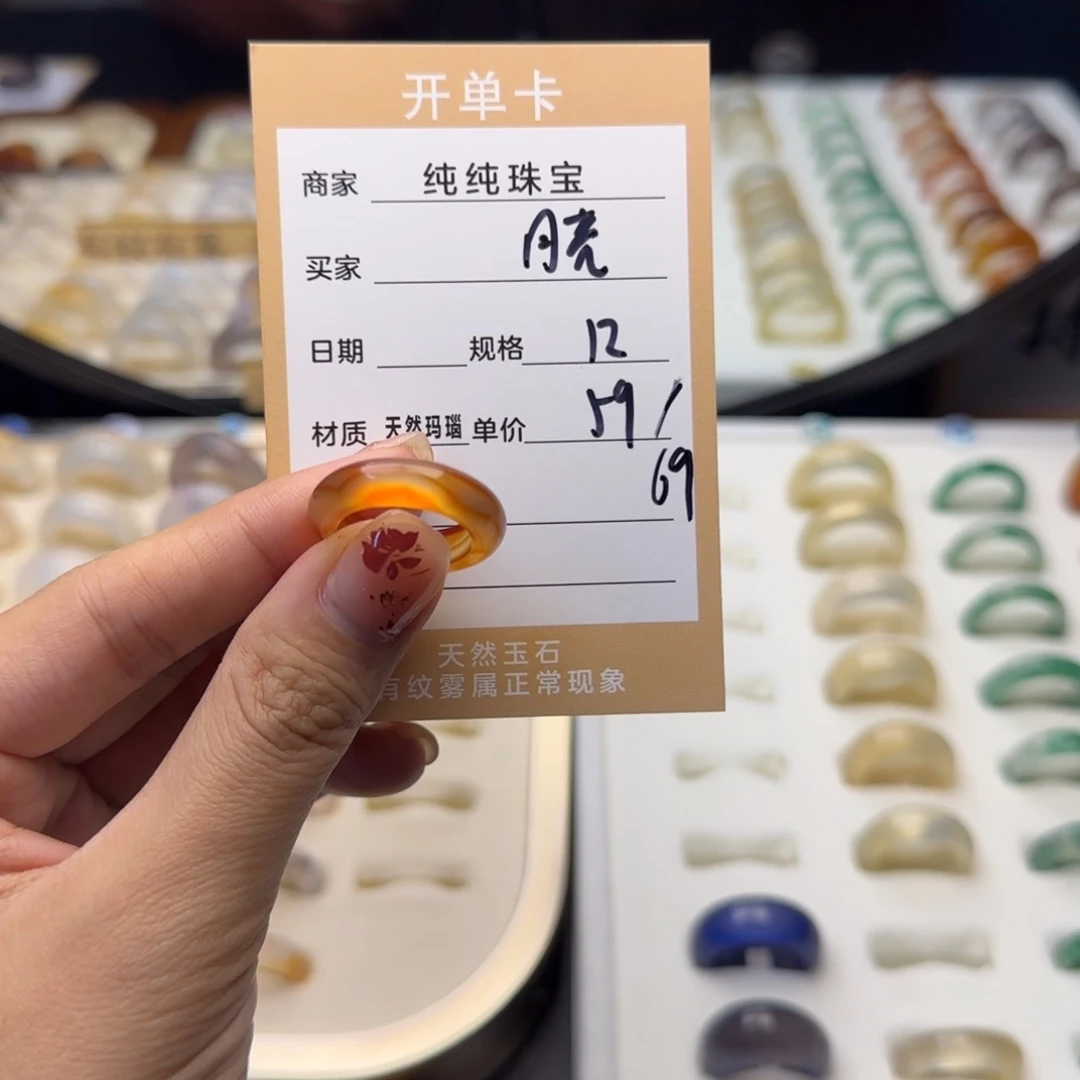 开单卡
商家 纯纯珠宝
买家
日期 规格 12
材质 天然玛瑙 单价 59/
69
天然玉石
有纹雾属正常现象